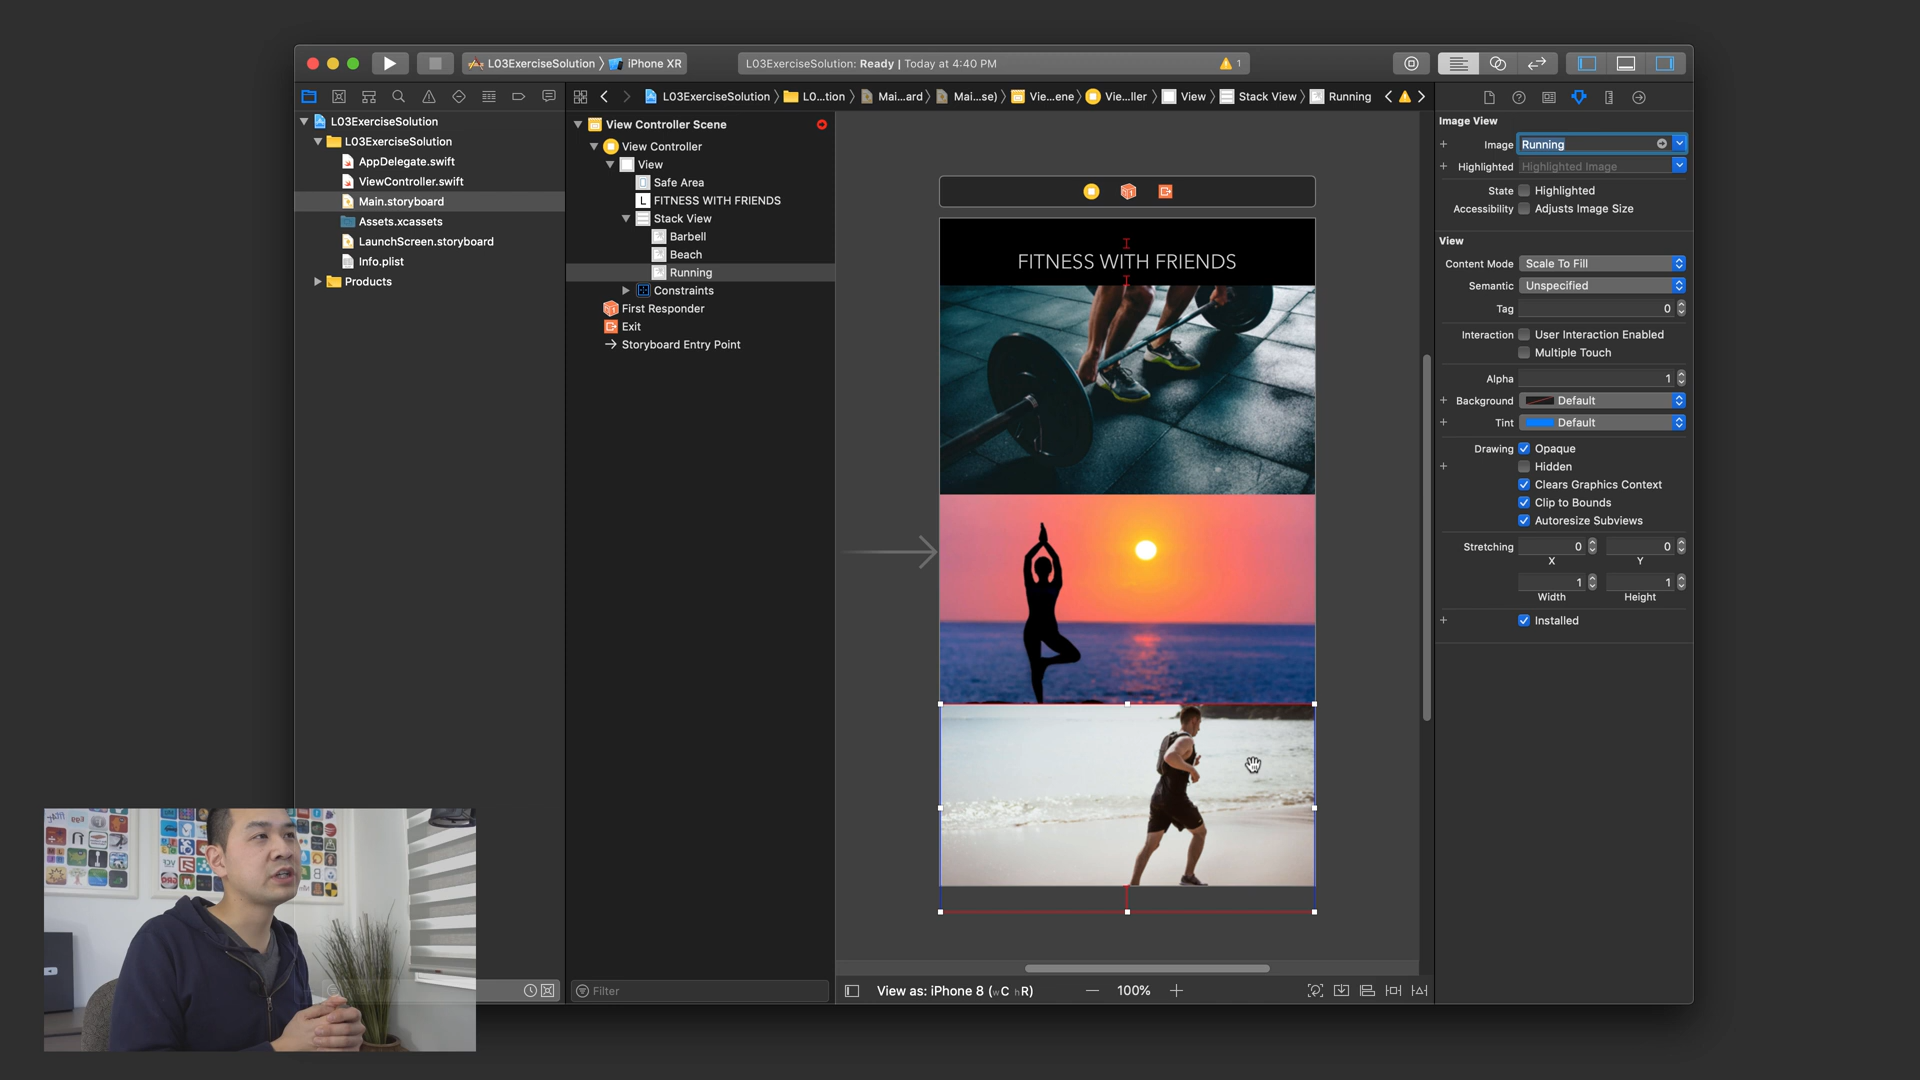 L03ExerciseSolution 〉 iPhone XR
L03ExerciseSolution: Ready | Today at 4:40 PM
1
L03ExerciseSolution 〉 L0...tion 〉 Mai...ard 〉 Mai...se) 〉 Vie...ene 〉 Vie...ller 〉 View 〉 Stack View 〉 Running
L03ExerciseSolution
L03ExerciseSolution
AppDelegate.swift
ViewController.swift
Main.storyboard
Assets.xcassets
LaunchScreen.storyboard
Info.plist
Products
View Controller Scene
View Controller
View
Safe Area
L FITNESS WITH FRIENDS
Stack View
Barbell
Beach
Running
Constraints
First Responder
Exit
Storyboard Entry Point
Filter
FITNESS WITH FRIENDS
View as: iPhone 8 (wC hR)
100%
Image View
Image Running
Highlighted Highlighted Image
State Highlighted
Accessibility Adjusts Image Size
View
Content Mode Scale To Fill
Semantic Unspecified
Tag 0
Interaction User Interaction Enabled
Multiple Touch
Alpha 1
Background Default
Tint Default
Drawing Opaque
Hidden
Clears Graphics Context
Clip to Bounds
Autoresize Subviews
Stretching 0 0
X Y
1 1
Width Height
Installed